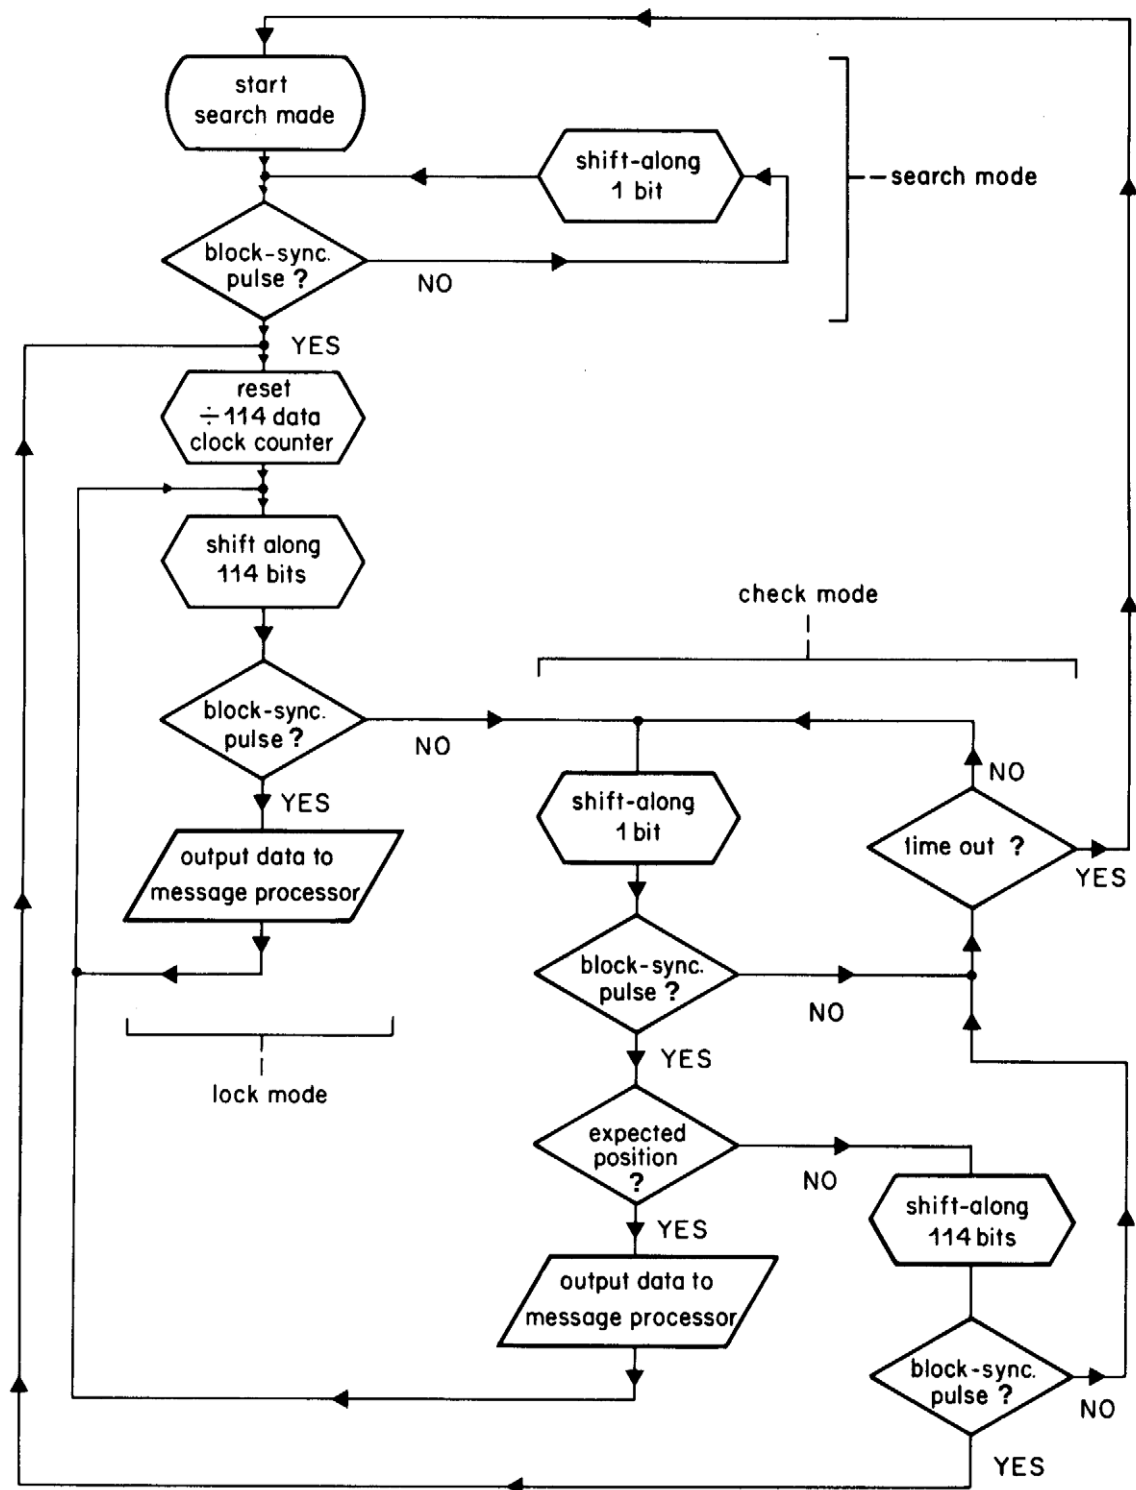 start
search made
shift-along
1 bit
search mode
block-sync.
pulse ?
NO
YES
reset
÷114 data
clock counter
shift along
114 bits
check mode
block-sync.
pulse ?
NO
YES
NO
shift-along
1 bit
time out ?
YES
output data to
message processor
block-sync.
pulse ?
NO
YES
lock mode
expected
position
?
NO
YES
shift-along
114 bits
output data to
message processor
block-sync.
pulse ?
NO
YES